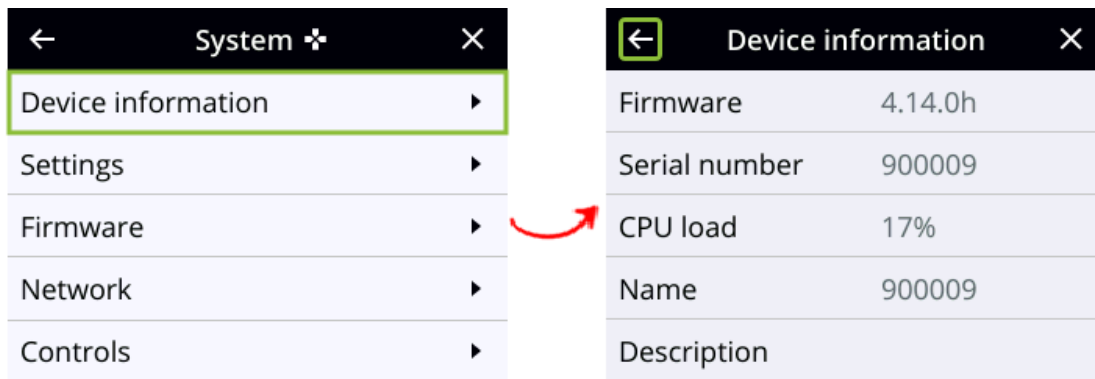 System
Device information
Settings
Firmware
Network
Controls
Device information
Firmware 4.14.0h
Serial number 900009
CPU load 17%
Name 900009
Description